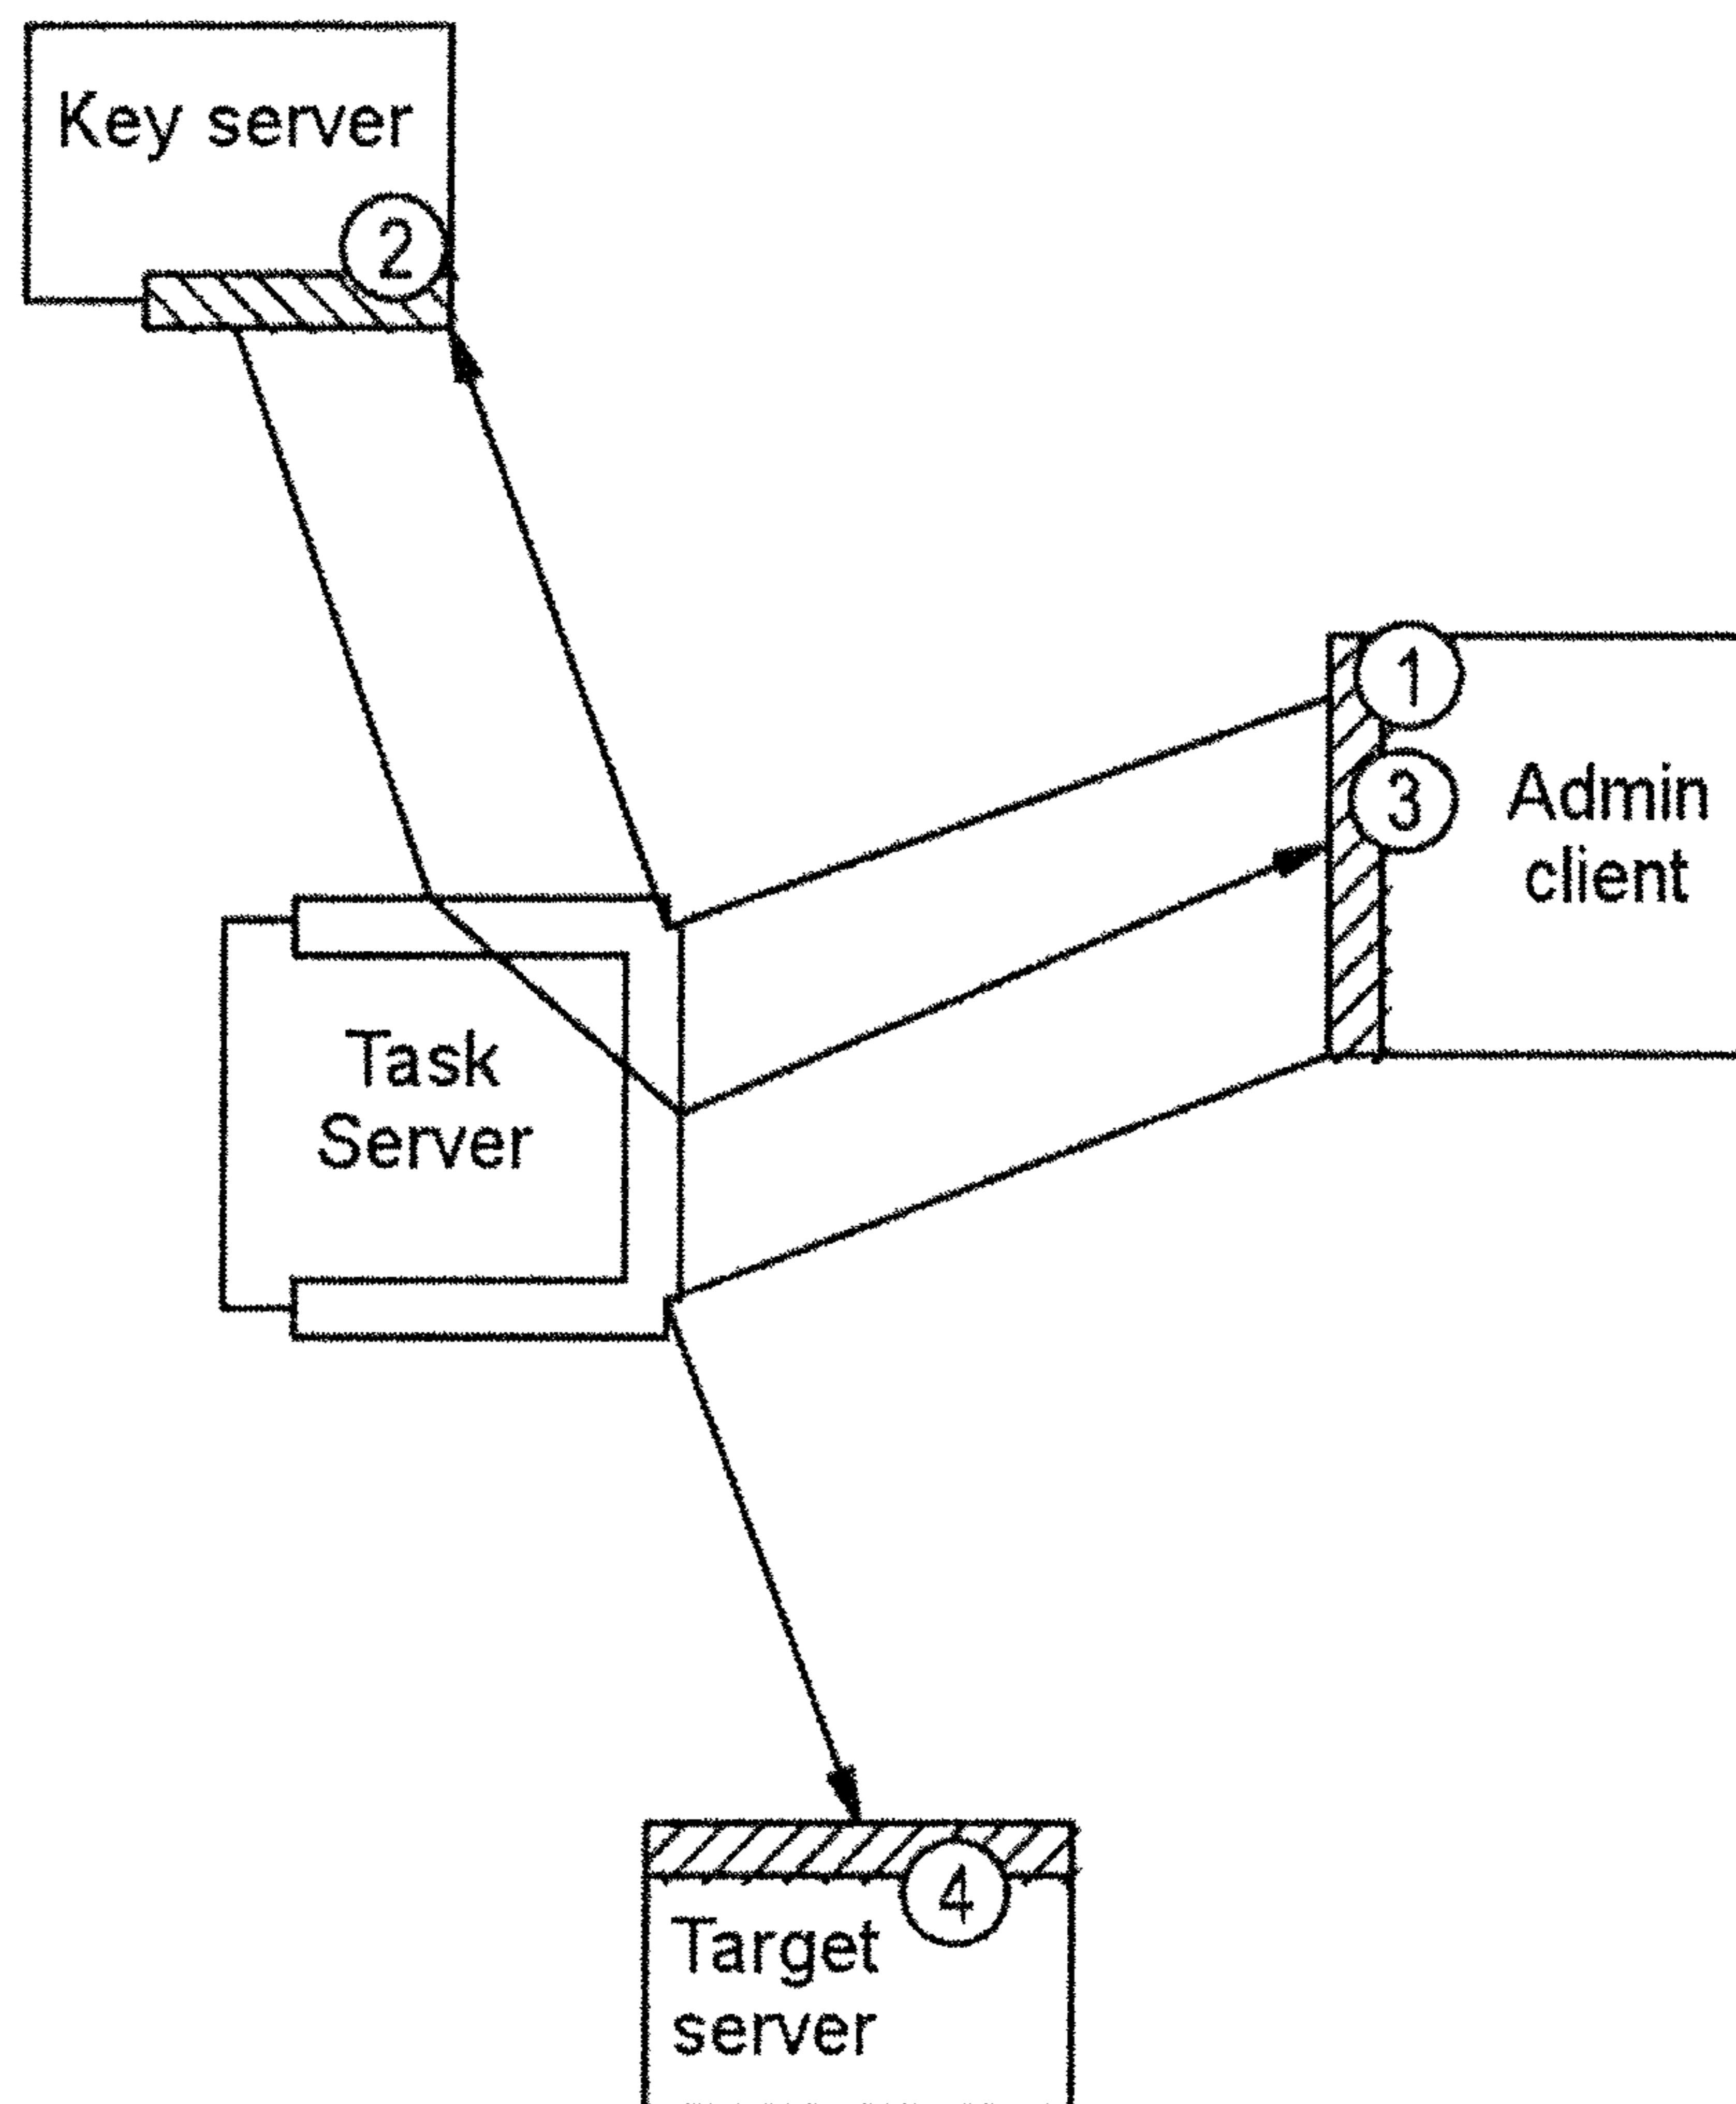 Key server
2
1
3
Admin
client
Task
Server
4
Target
server